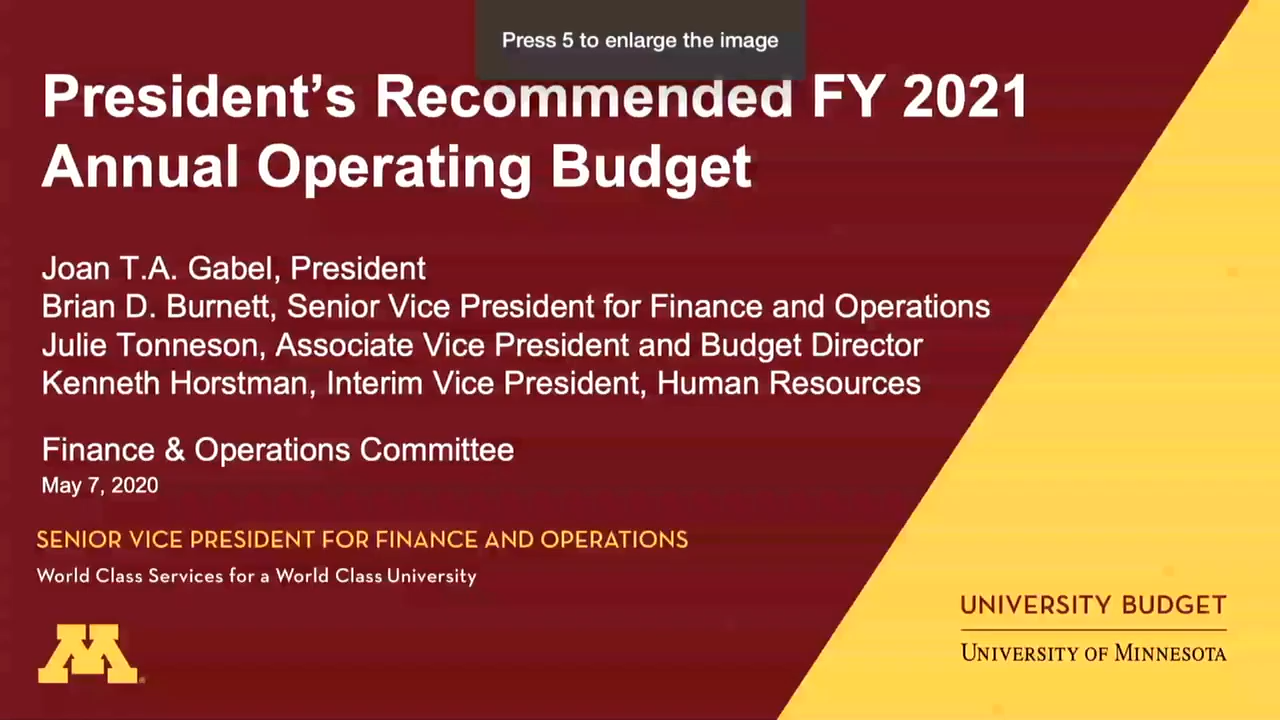 Press 5 to enlarge the image
President's Recommended FY 2021
Annual Operating Budget
Joan T.A. Gabel, President
Brian D. Burnett, Senior Vice President for Finance and Operations
Julie Tonneson, Associate Vice President and Budget Director
Kenneth Horstman, Interim Vice President, Human Resources
Finance & Operations Committee
May 7, 2020
SENIOR VICE PRESIDENT FOR FINANCE AND OPERATIONS
World Class Services for a World Class University
M
UNIVERSITY BUDGET
UNIVERSITY OF MINNESOTA